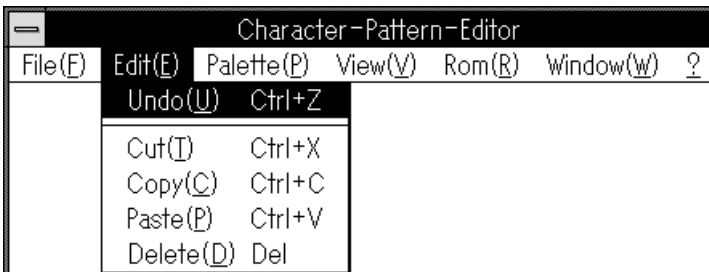 Character-Pattern-Editor
File(F) Edit(E) Palette(P) View(V) Rom(R) Window(W) ?
Undo(U) Ctrl+Z
Cut(T) Ctrl+X
Copy(C) Ctrl+C
Paste(P) Ctrl+V
Delete(D) Del